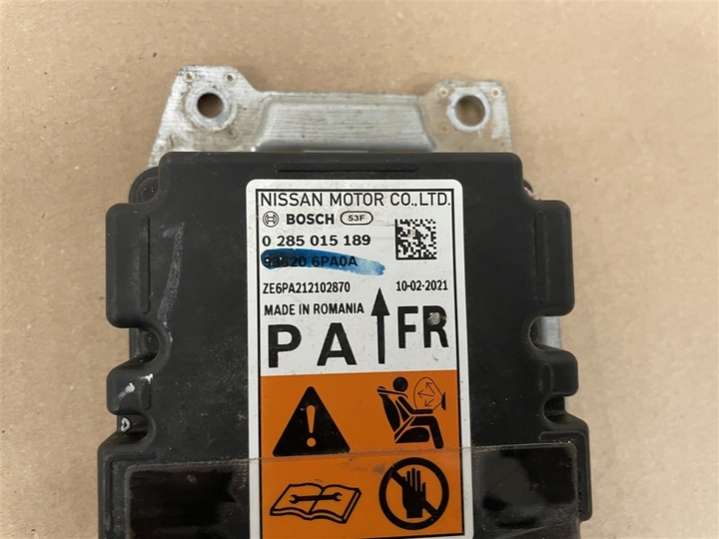 NISSAN MOTOR CO.,LTD.
BOSCH 53F
0 285 015 189
6PA0A
ZE6PA212102870 10-02-2021
MADE IN ROMANIA
PA FR